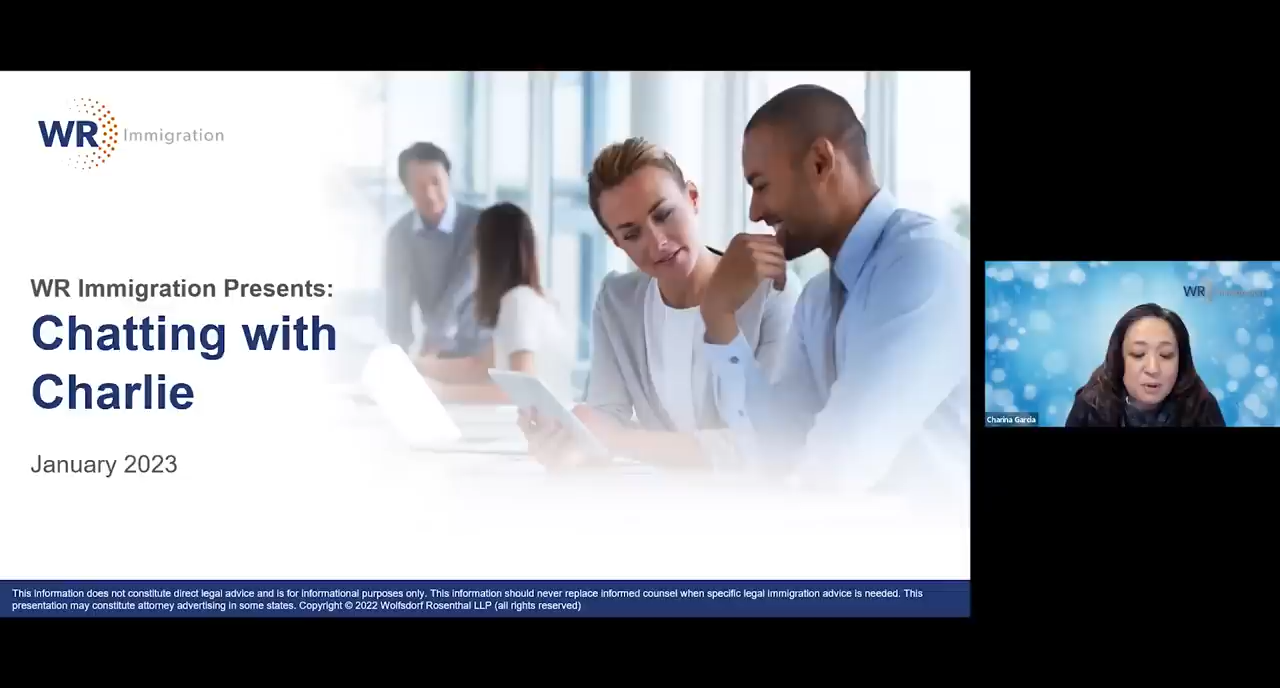 WR Immigration
WR Immigration Presents:
Chatting with
Charlie
January 2023
This information does not constitute direct legal advice and is for informational purposes only. This information should never replace informed counsel when specific legal immigration advice is needed. This
presentation may constitute attorney advertising in some states. Copyright © 2022 Wolfsdorf Rosenthal LLP (all rights reserved)
WR
Charina Garcia